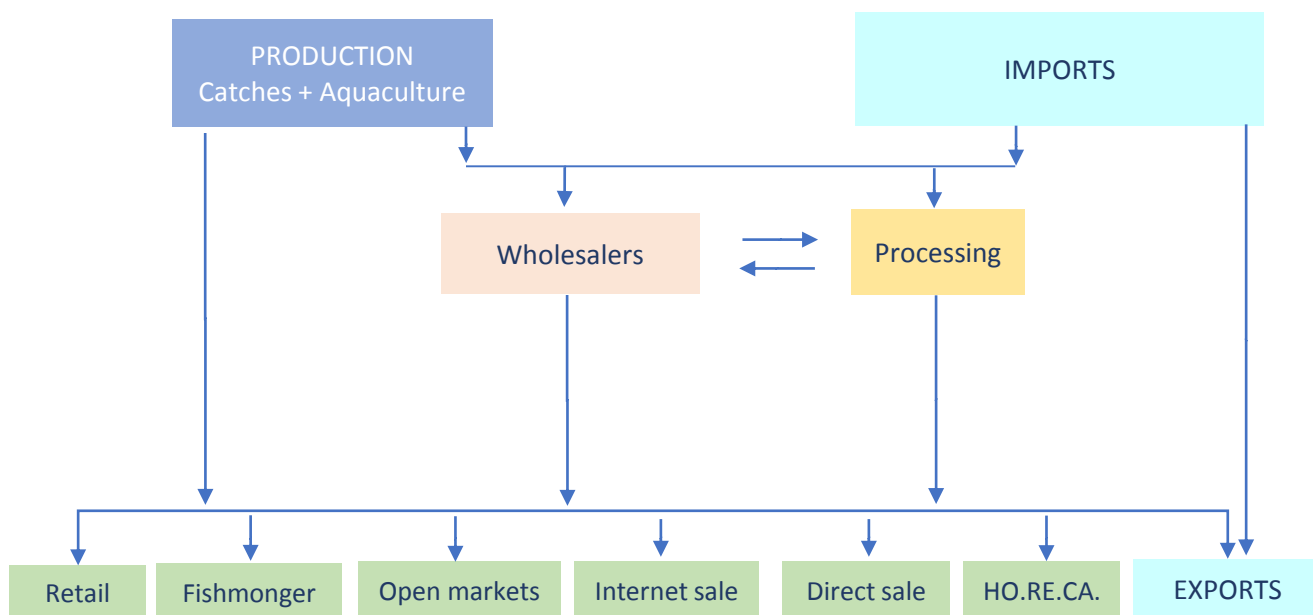 PRODUCTION
Catches + Aquaculture
IMPORTS
Wholesalers
Processing
Retail
Fishmonger
Open markets
Internet sale
Direct sale
HO.RE.CA.
EXPORTS